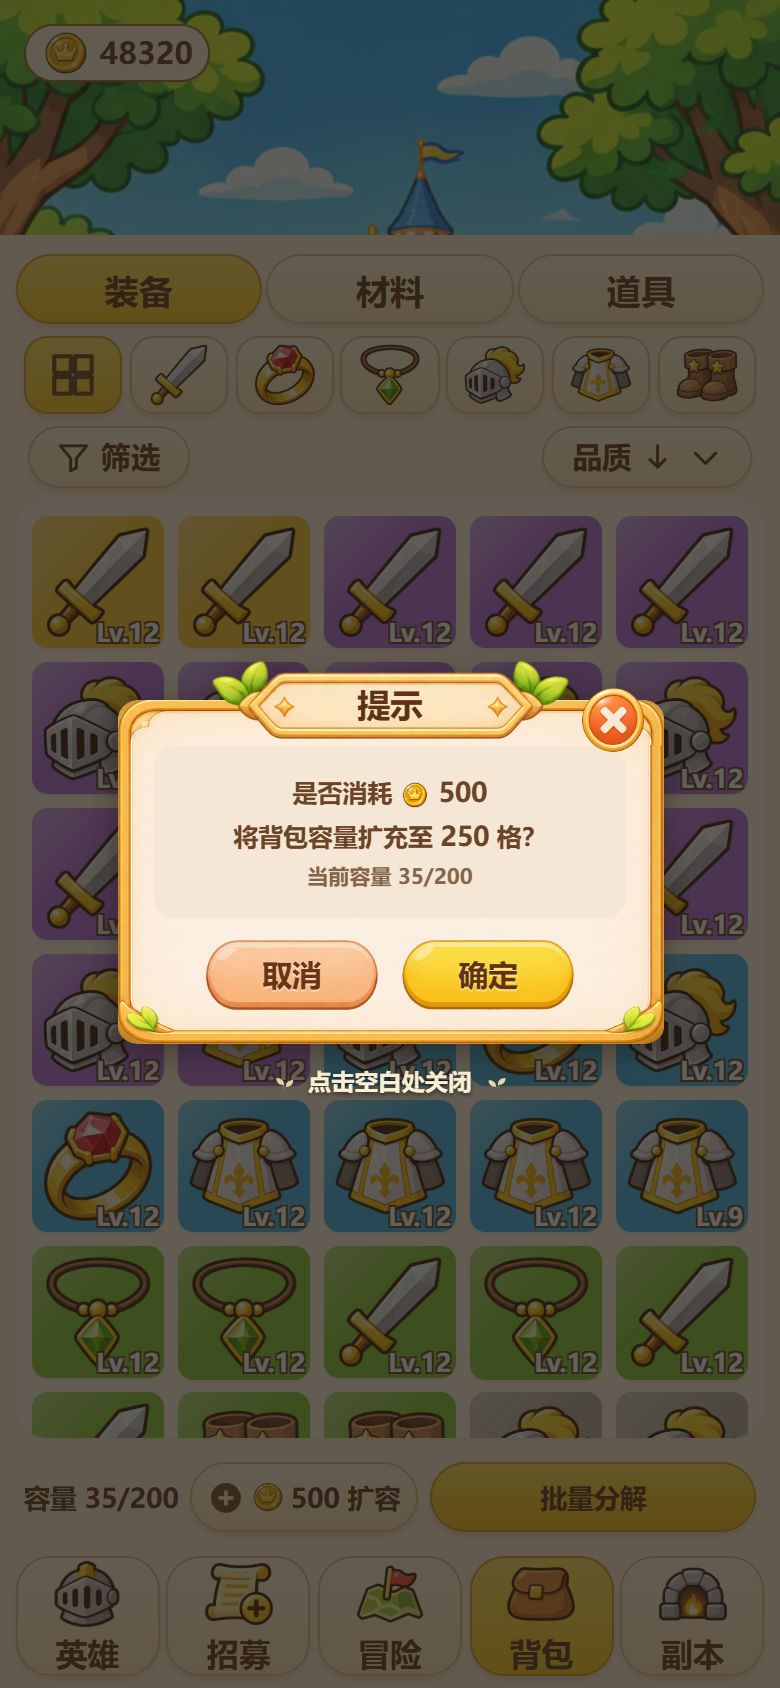 48320
装备 材料 道具
筛选 品质
Lv.12 Lv.12 Lv.12 Lv.12 Lv.12
Lv.12
提示
是否消耗 500
将背包容量扩充至 250 格?
当前容量 35/200
取消 确定
Lv.12
Lv.12 Lv.12 Lv.12 Lv.12 Lv.12
点击空白处关闭
Lv.12 Lv.12 Lv.12 Lv.12 Lv.9
Lv.12 Lv.12 Lv.12 Lv.12 Lv.12
容量 35/200 500 扩容 批量分解
英雄 招募 冒险 背包 副本